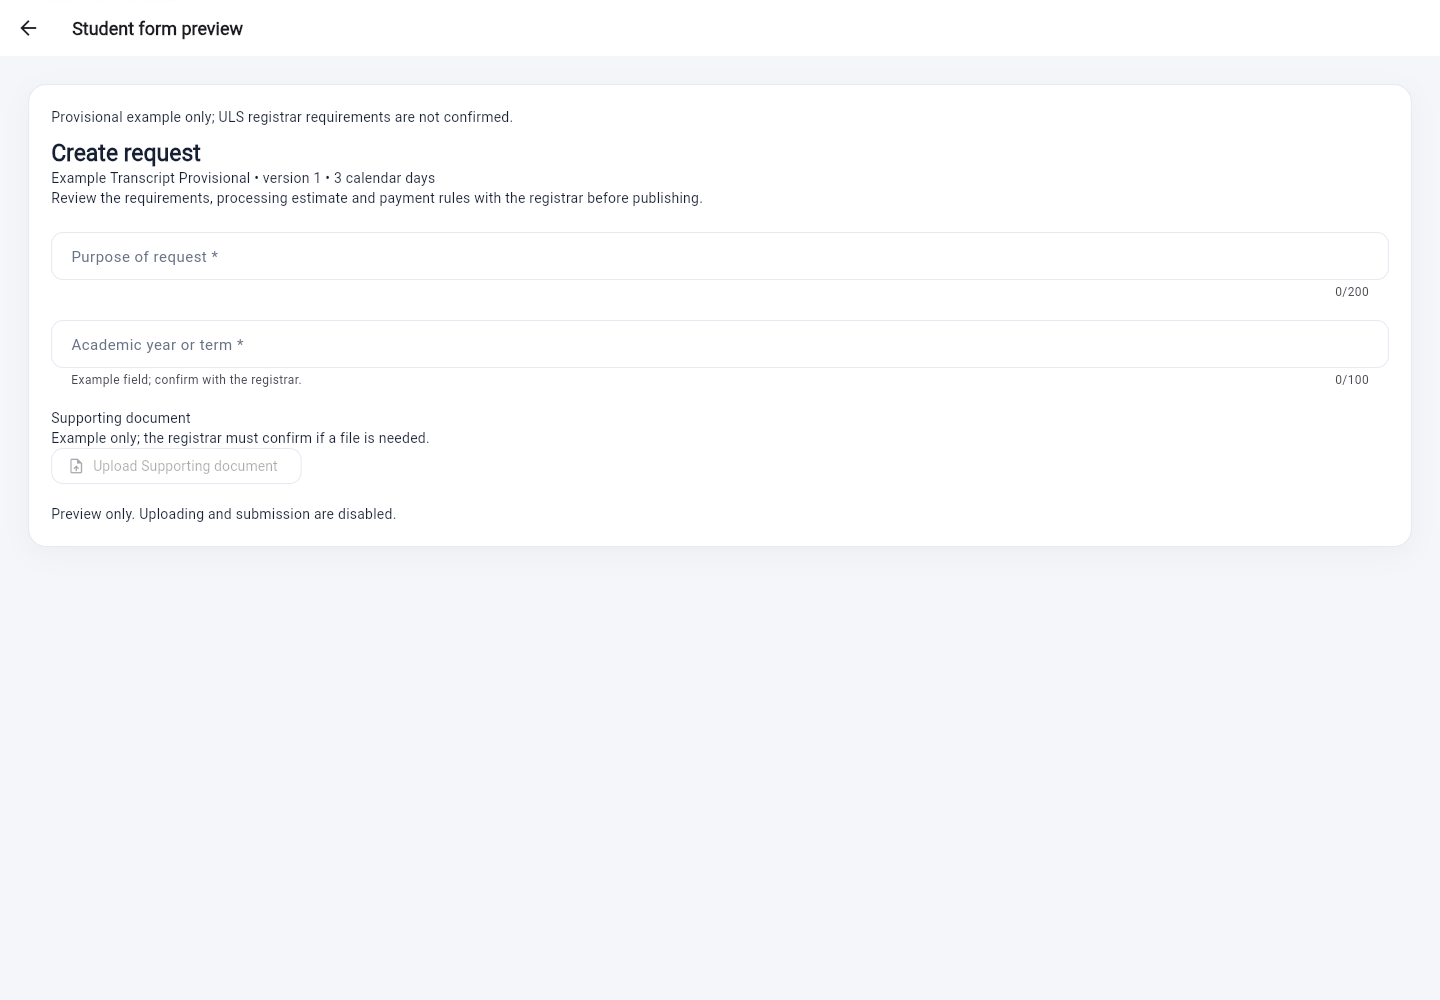 Student form preview
Provisional example only; ULS registrar requirements are not confirmed.
Create request
Example Transcript Provisional • version 1 • 3 calendar days
Review the requirements, processing estimate and payment rules with the registrar before publishing.
Purpose of request *
0/200
Academic year or term *
Example field; confirm with the registrar.
0/100
Supporting document
Example only; the registrar must confirm if a file is needed.
Upload Supporting document
Preview only. Uploading and submission are disabled.